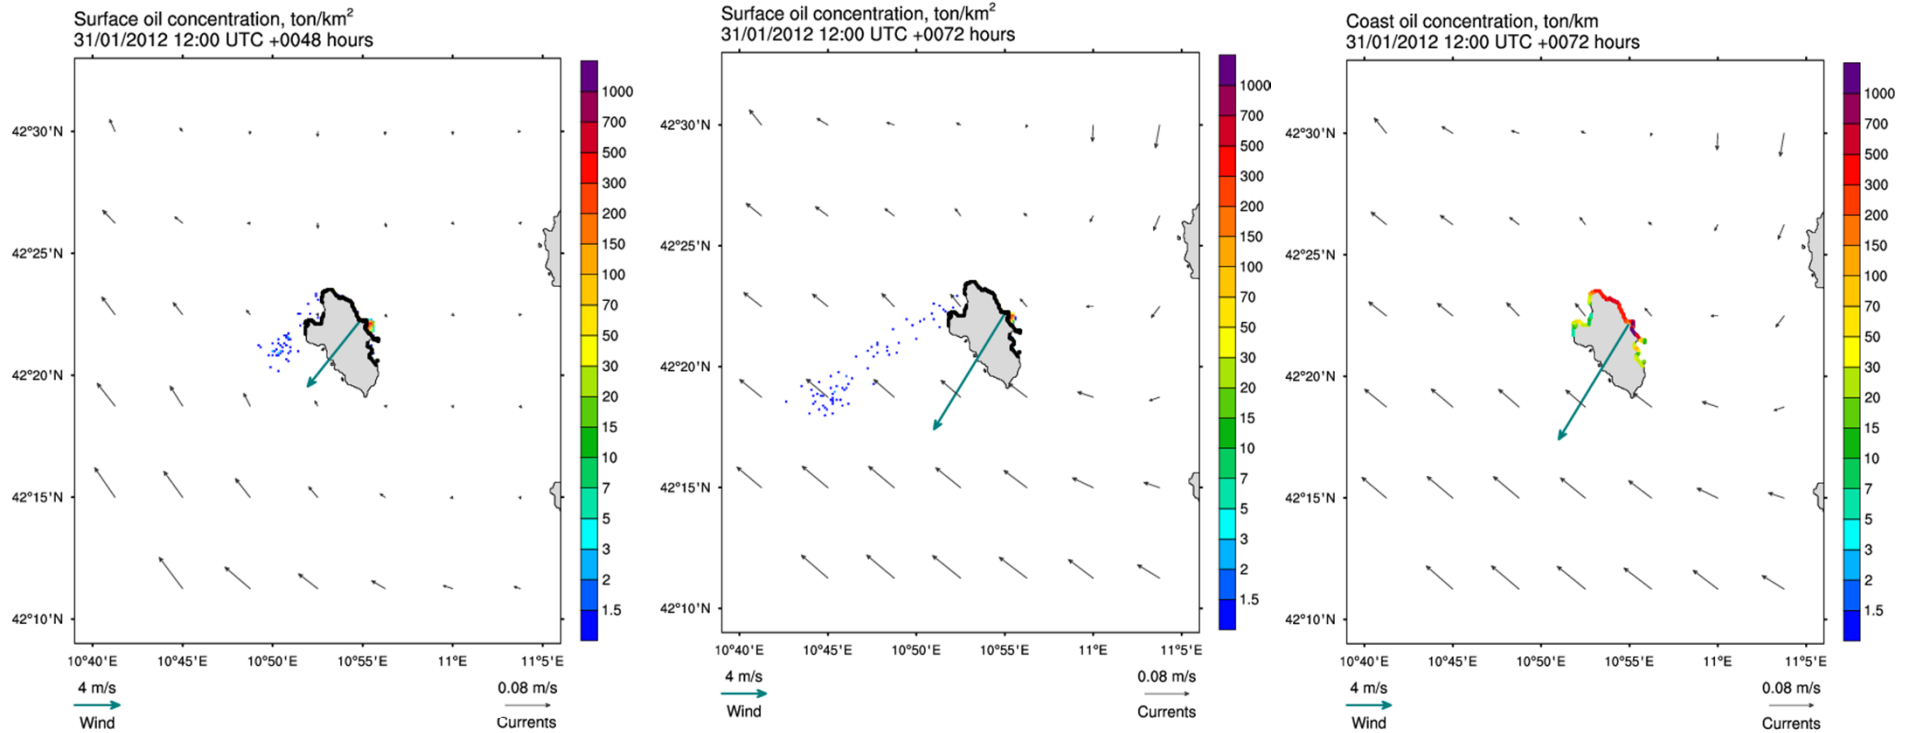 Surface oil concentration, ton/km²
31/01/2012 12:00 UTC +0048 hours
42°30'N
42°25'N
42°20'N
42°15'N
42°10'N
10°40'E 10°45'E 10°50'E 10°55'E 11°E 11°5'E
1000
700
500
300
200
150
100
70
50
30
20
15
10
7
5
3
2
1.5
4 m/s
Wind
0.08 m/s
Currents
Surface oil concentration, ton/km²
31/01/2012 12:00 UTC +0072 hours
42°30'N
42°25'N
42°20'N
42°15'N
42°10'N
10°40'E 10°45'E 10°50'E 10°55'E 11°E 11°5'E
1000
700
500
300
200
150
100
70
50
30
20
15
10
7
5
3
2
1.5
4 m/s
Wind
0.08 m/s
Currents
Coast oil concentration, ton/km
31/01/2012 12:00 UTC +0072 hours
42°30'N
42°25'N
42°20'N
42°15'N
42°10'N
10°40'E 10°45'E 10°50'E 10°55'E 11°E 11°5'E
1000
700
500
300
200
150
100
70
50
30
20
15
10
7
5
3
2
1.5
4 m/s
Wind
0.08 m/s
Currents